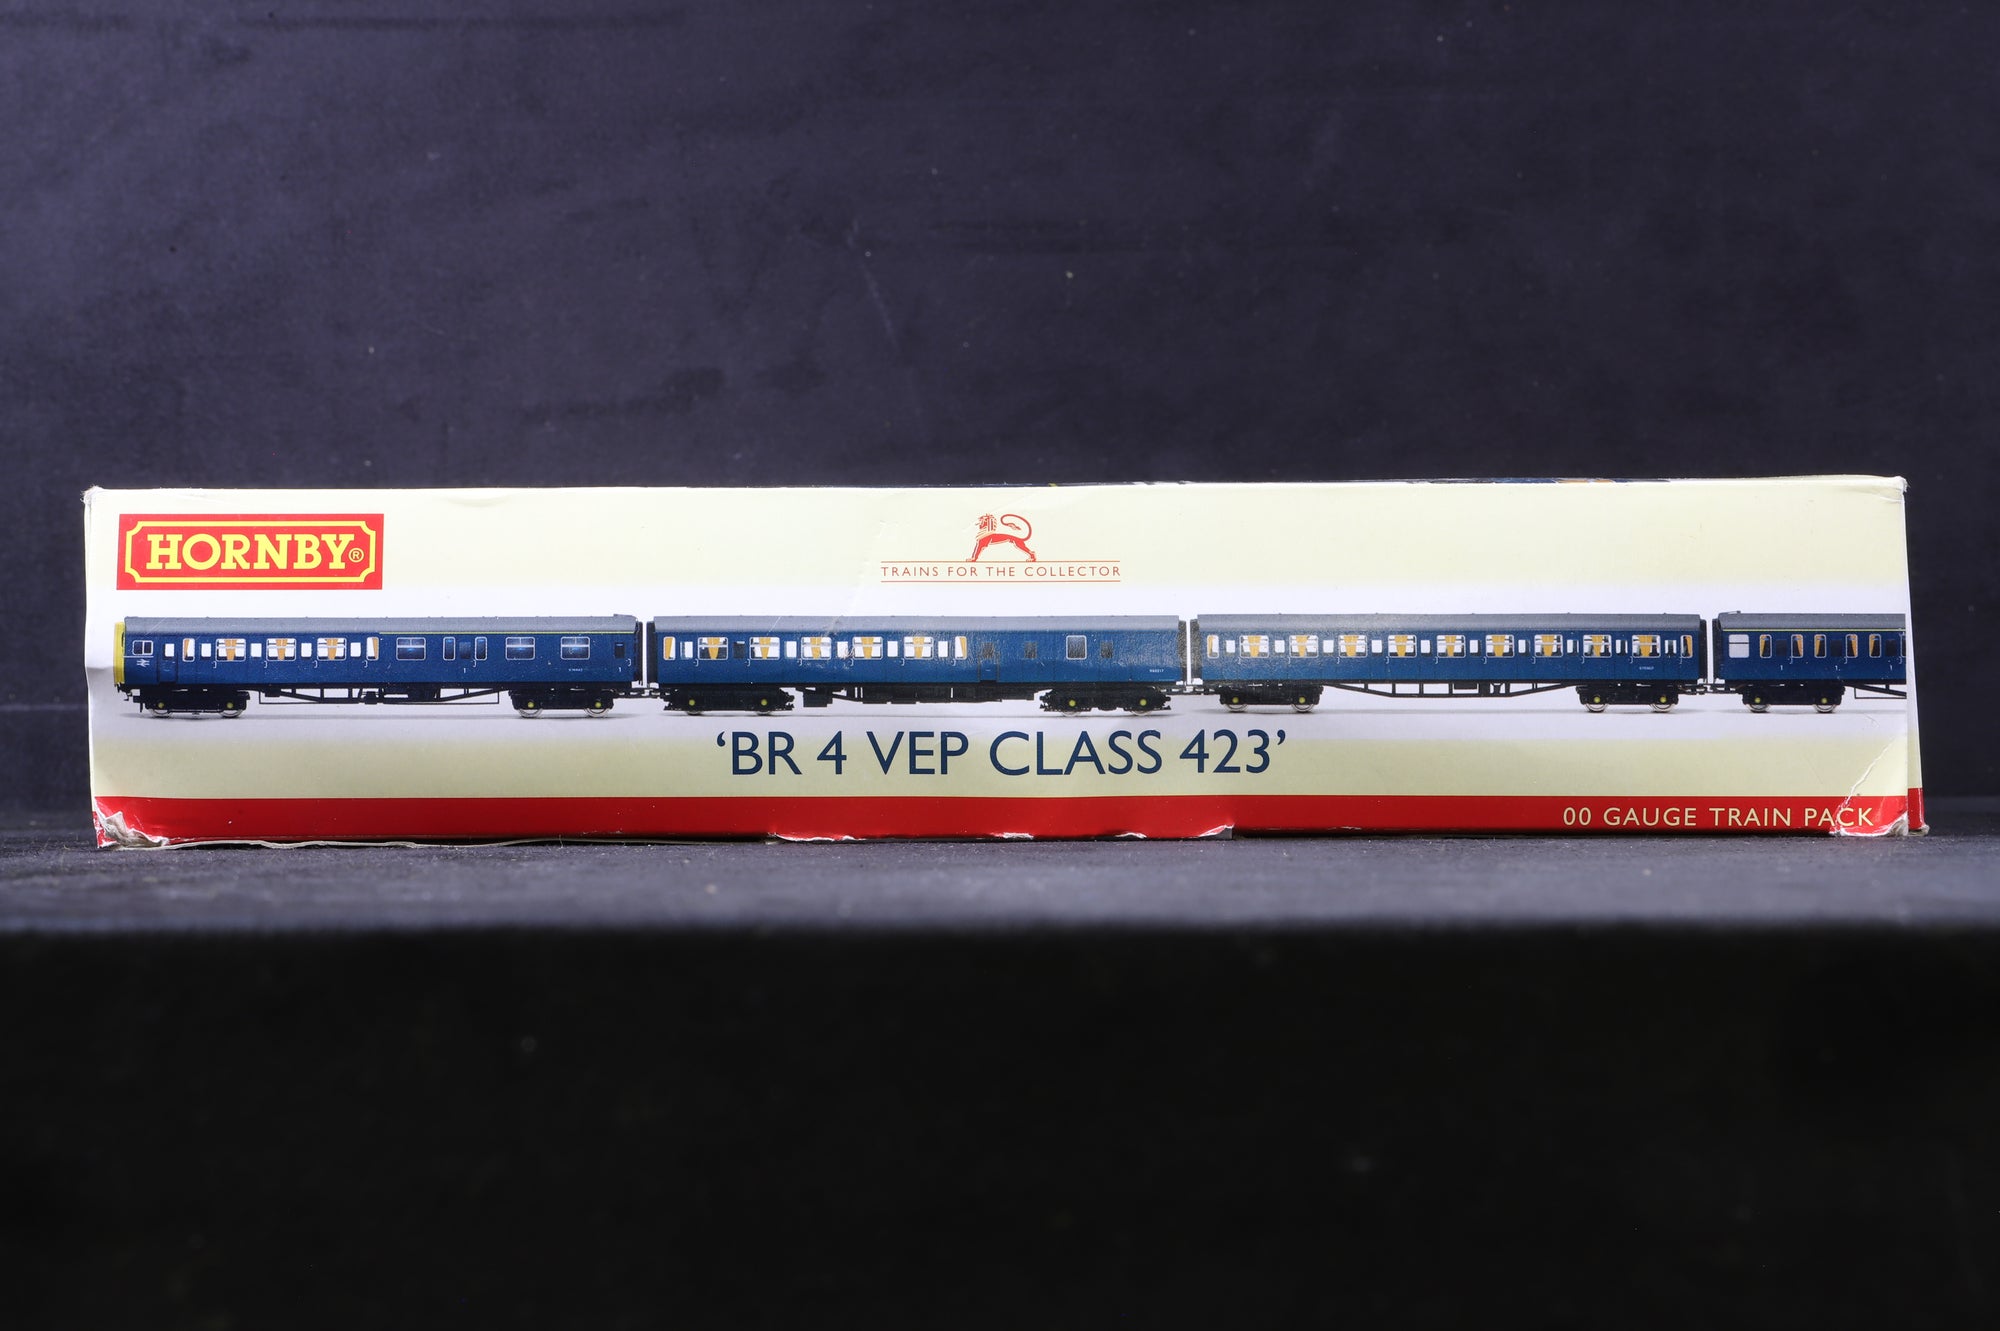 HORNBY®
TRAINS FOR THE COLLECTOR
‘BR 4 VEP CLASS 423’
00 GAUGE TRAIN PACK